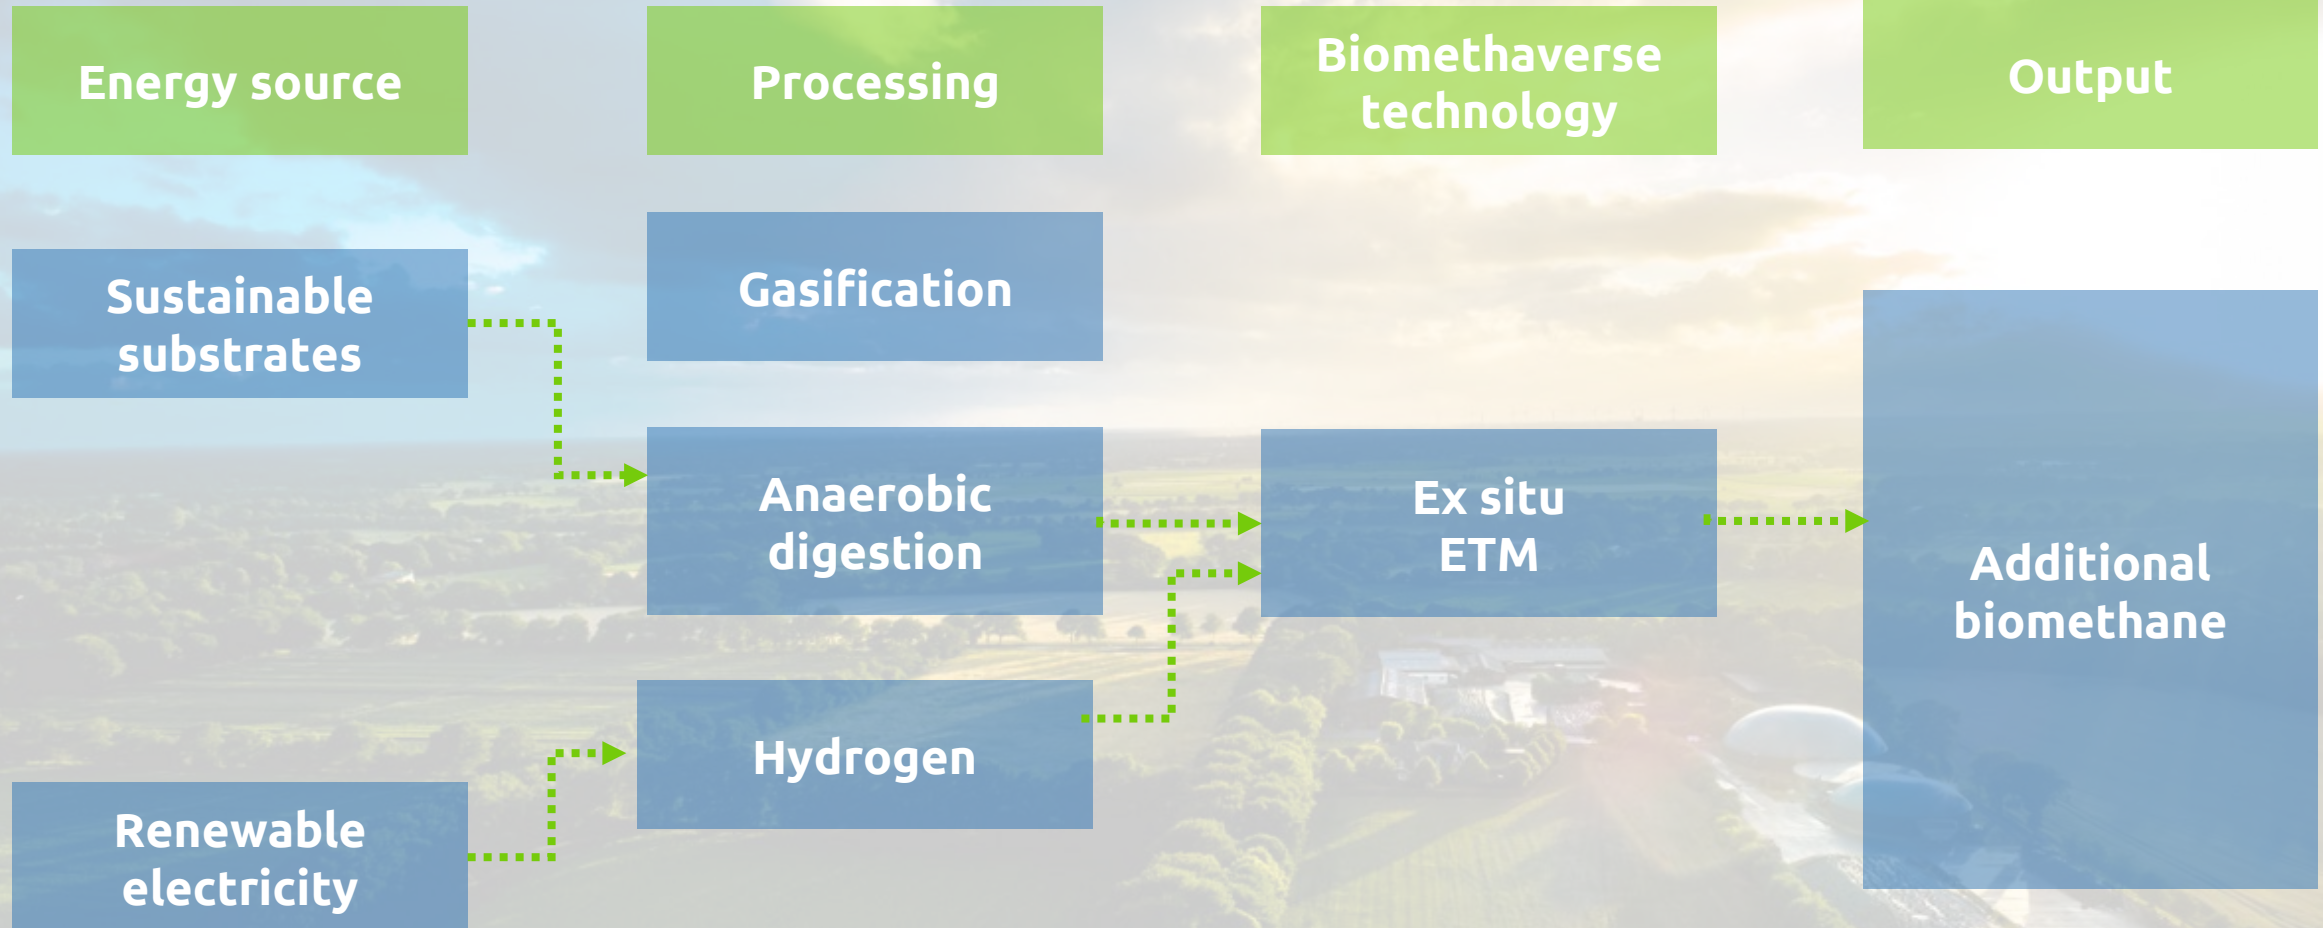 Energy source
Processing
Biomethaverse
technology
Output
Sustainable
substrates
Gasification
Anaerobic
digestion
Ex situ
ETM
Additional
biomethane
Hydrogen
Renewable
electricity